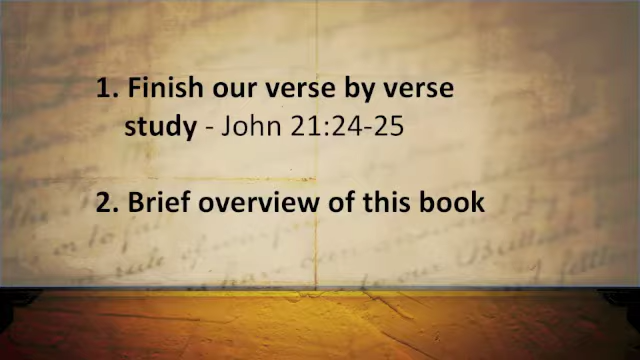 1. Finish our verse by verse
study - John 21:24-25
2. Brief overview of this book